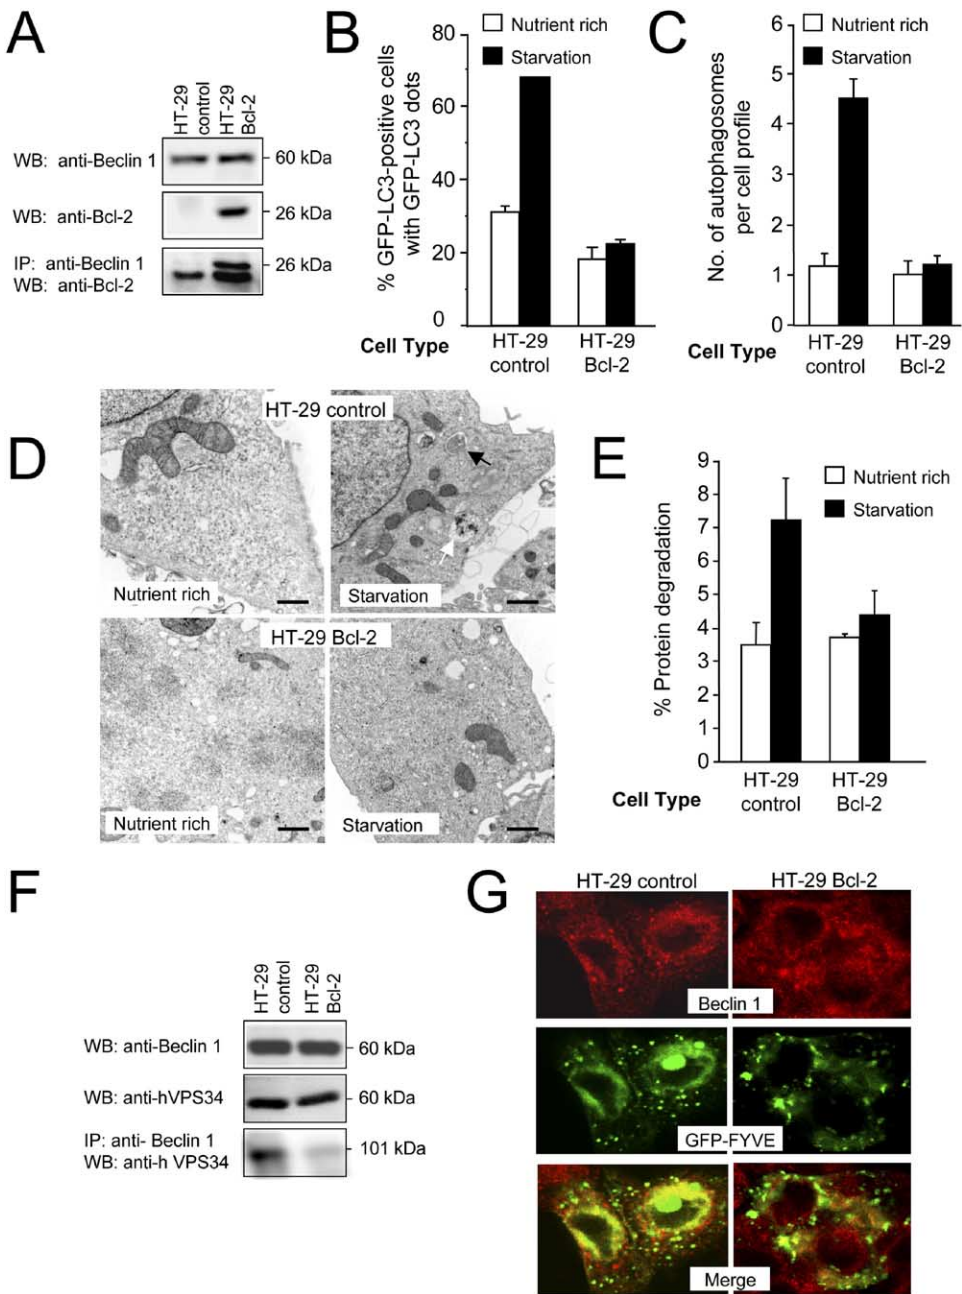 A
HT-29
control
HT-29
Bcl-2
WB: anti-Beclin 1
60 kDa
WB: anti-Bcl-2
26 kDa
IP: anti-Beclin 1
WB: anti-Bcl-2
26 kDa
B
% GFP-LC3-positive cells
with GFP-LC3 dots
80
60
40
20
0
Nutrient rich
Starvation
Cell Type
HT-29
control
HT-29
Bcl-2
C
No. of autophagosomes
per cell profile
6
5
4
3
2
1
0
Nutrient rich
Starvation
Cell Type
HT-29
control
HT-29
Bcl-2
D
HT-29 control
Nutrient rich
Starvation
HT-29 Bcl-2
Nutrient rich
Starvation
E
% Protein degradation
9
8
7
6
5
4
3
2
1
0
Nutrient rich
Starvation
Cell Type
HT-29
control
HT-29
Bcl-2
F
HT-29
control
HT-29
Bcl-2
WB: anti-Beclin 1
60 kDa
WB: anti-hVPS34
60 kDa
IP: anti- Beclin 1
WB: anti-h VPS34
101 kDa
G
HT-29 control
HT-29 Bcl-2
Beclin 1
GFP-FYVE
Merge